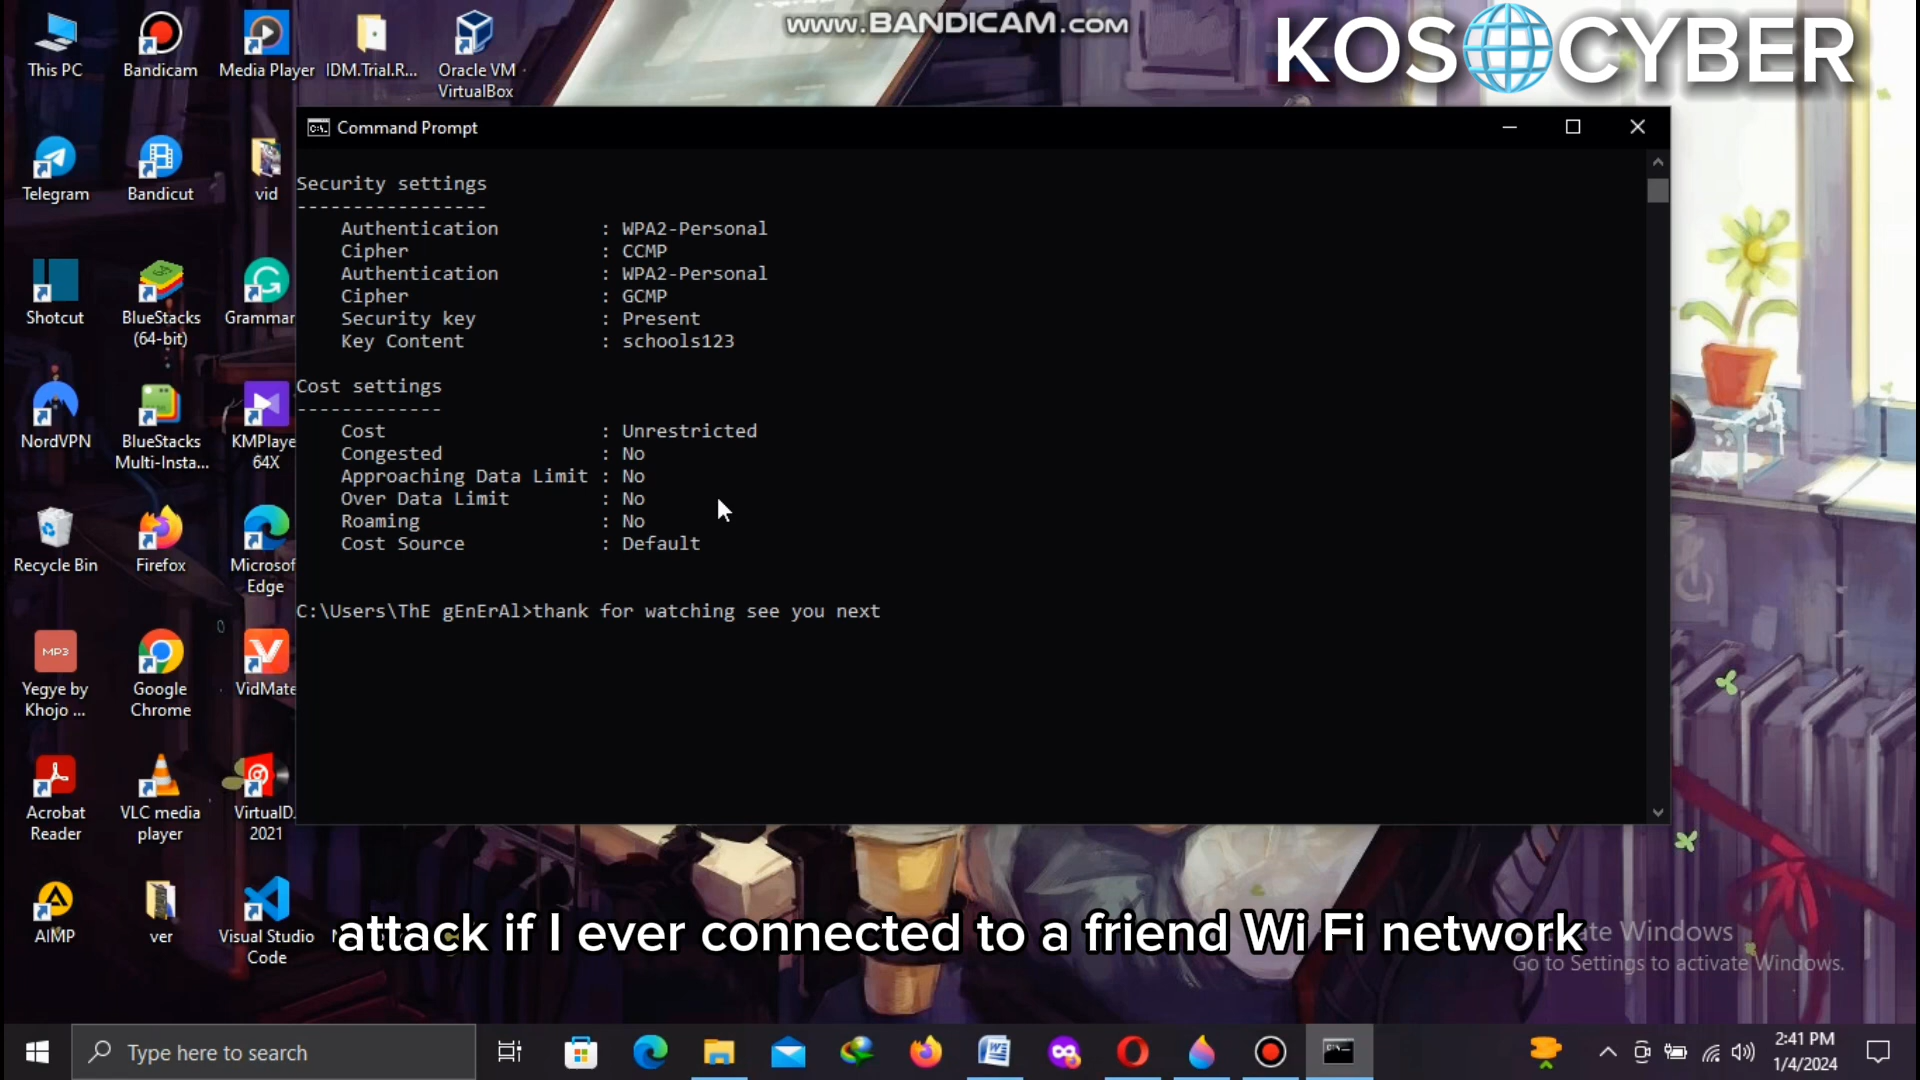 www.BANDICAM.com
KOS CYBER
This PC
Bandicam
Media Player
IDM.Trial.R...
Oracle VM
VirtualBox
Command Prompt
Telegram
Bandicut
vid
Security settings
-----------------
Authentication : WPA2-Personal
Cipher : CCMP
Authentication : WPA2-Personal
Cipher : GCMP
Security key : Present
Key Content : schools123
Shotcut
BlueStacks
(64-bit)
Grammar
Cost settings
-------------
Cost : Unrestricted
Congested : No
Approaching Data Limit : No
Over Data Limit : No
Roaming : No
Cost Source : Default
NordVPN
BlueStacks
Multi-Insta...
KMPlaye
64X
Recycle Bin
Firefox
Microsof
Edge
C:\Users\ThE gEnErAl>thank for watching see you next
MP3
Yegye by
Khojo ...
Google
Chrome
VidMate
Acrobat
Reader
VLC media
player
VirtualD.
2021
AIMP
ver
Visual Studio
Code
attack if I ever connected to a friend Wi Fi network
ate Windows
Go to Settings to activate Windows.
Type here to search
2:41 PM
1/4/2024